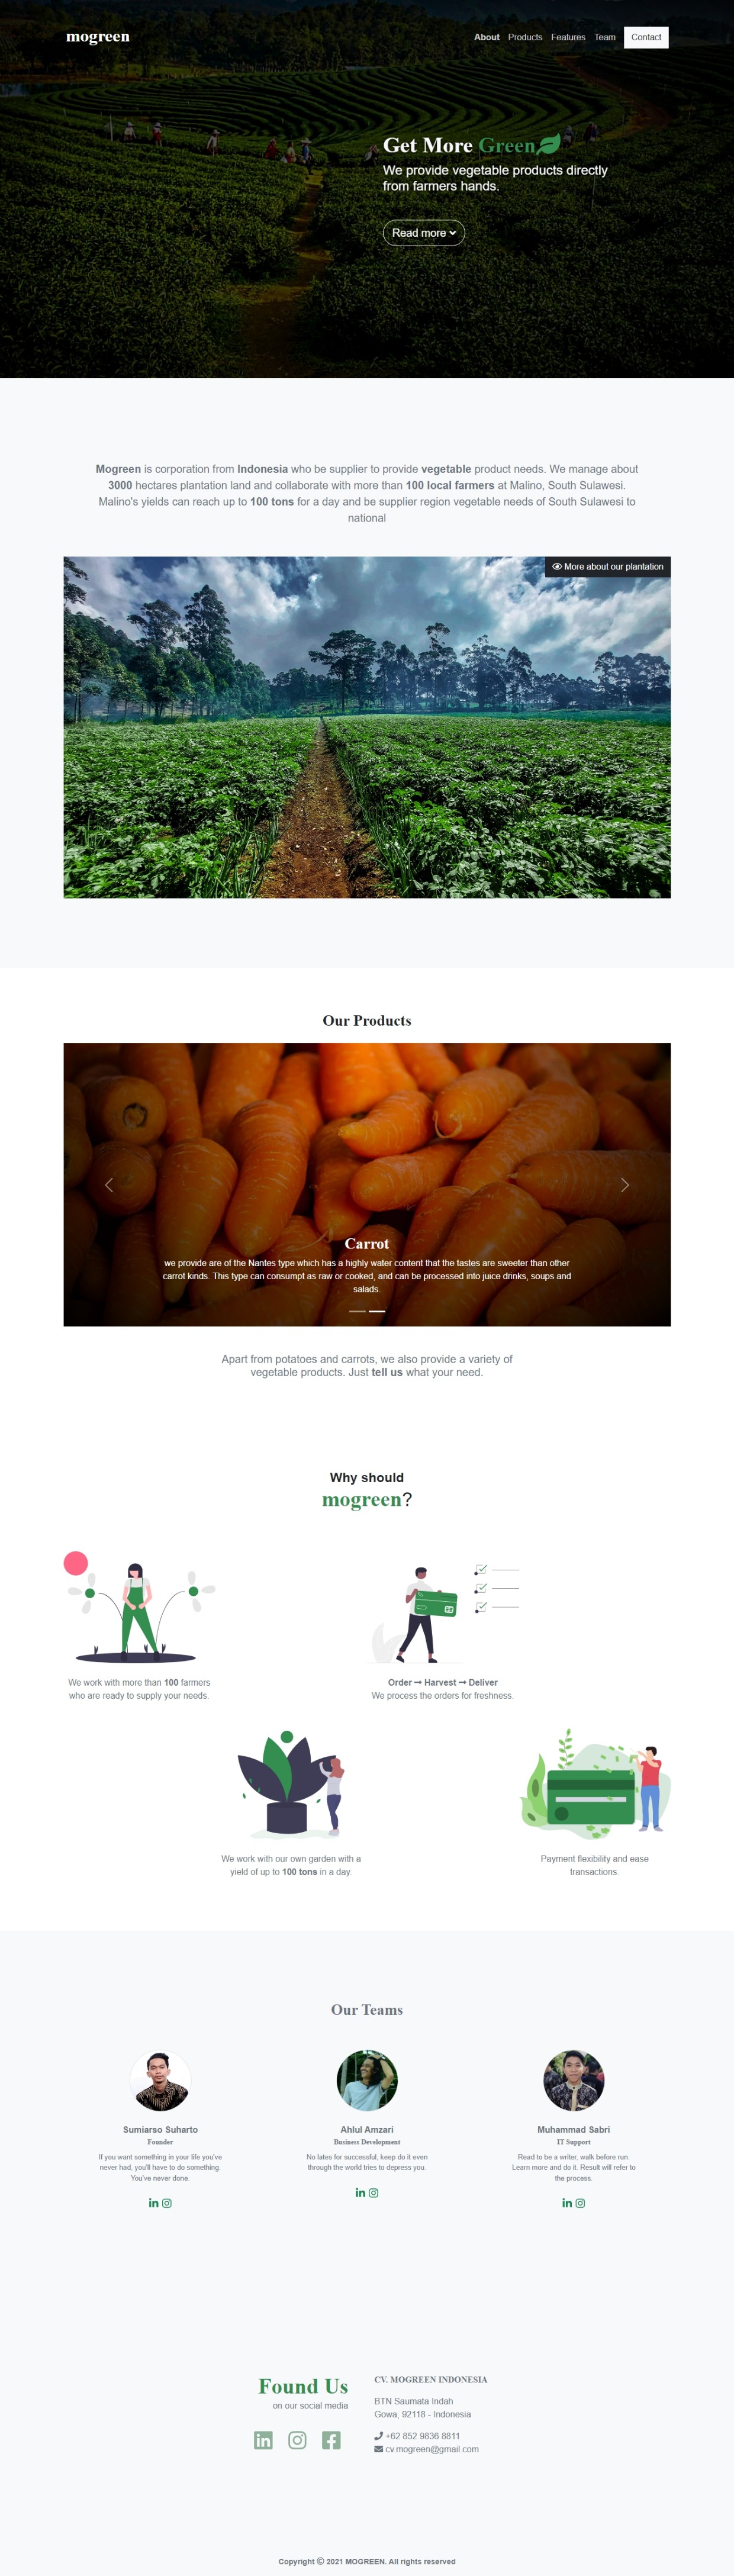 mogreen
About Products Features Team Contact
Get More Green
We provide vegetable products directly
from farmers hands.
Read more
Mogreen is corporation from Indonesia who be supplier to provide vegetable product needs. We manage about
3000 hectares plantation land and collaborate with more than 100 local farmers at Malino, South Sulawesi.
Malino's yields can reach up to 100 tons for a day and be supplier region vegetable needs of South Sulawesi to
national
More about our plantation
Our Products
Carrot
we provide are of the Nantes type which has a highly water content that the tastes are sweeter than other
carrot kinds. This type can consumpt as raw or cooked, and can be processed into juice drinks, soups and
salads.
Apart from potatoes and carrots, we also provide a variety of
vegetable products. Just tell us what your need.
Why should
mogreen?
We work with more than 100 farmers
who are ready to supply your needs.
Order → Harvest → Deliver
We process the orders for freshness.
We work with our own garden with a
yield of up to 100 tons in a day.
Payment flexibility and ease
transactions.
Our Teams
Sumiarso Suharto
Founder
If you want something in your life you've
never had, you'll have to do something.
You've never done.
Ahlul Amzari
Business Development
No lates for successful, keep do it even
through the world tries to depress you.
Muhammad Sabri
IT Support
Read to be a writer, walk before run.
Learn more and do it. Result will refer to
the process.
Found Us
on our social media
CV. MOGREEN INDONESIA
BTN Saumata Indah
Gowa, 92118 - Indonesia
+62 852 9836 8811
cv.mogreen@gmail.com
Copyright © 2021 MOGREEN. All rights reserved